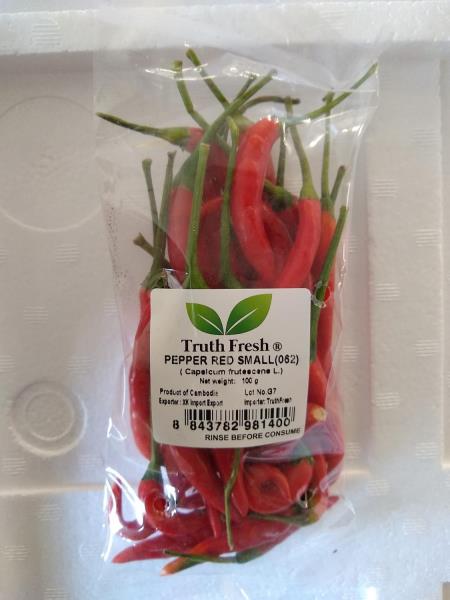 Truth Fresh ®
PEPPER RED SMALL(062)
( Capsicum frutescens L.)
Net weight: 100 g
Product of Cambodia Lot No.G7
Exporter : XK Import Export Importer: TruthFresh
8 843782 981400
RINSE BEFORE CONSUME